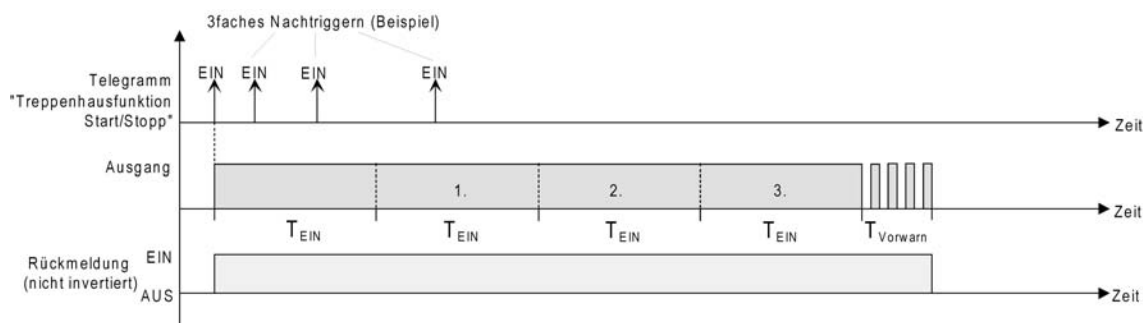 3faches Nachtriggern (Beispiel)
EIN EIN EIN EIN
Telegramm
"Treppenhausfunktion
Start/Stopp"
Zeit
Ausgang
1. 2. 3.
Zeit
TEIN TEIN TEIN TEIN TVorwarn
Rückmeldung
(nicht invertiert)
EIN
AUS
Zeit